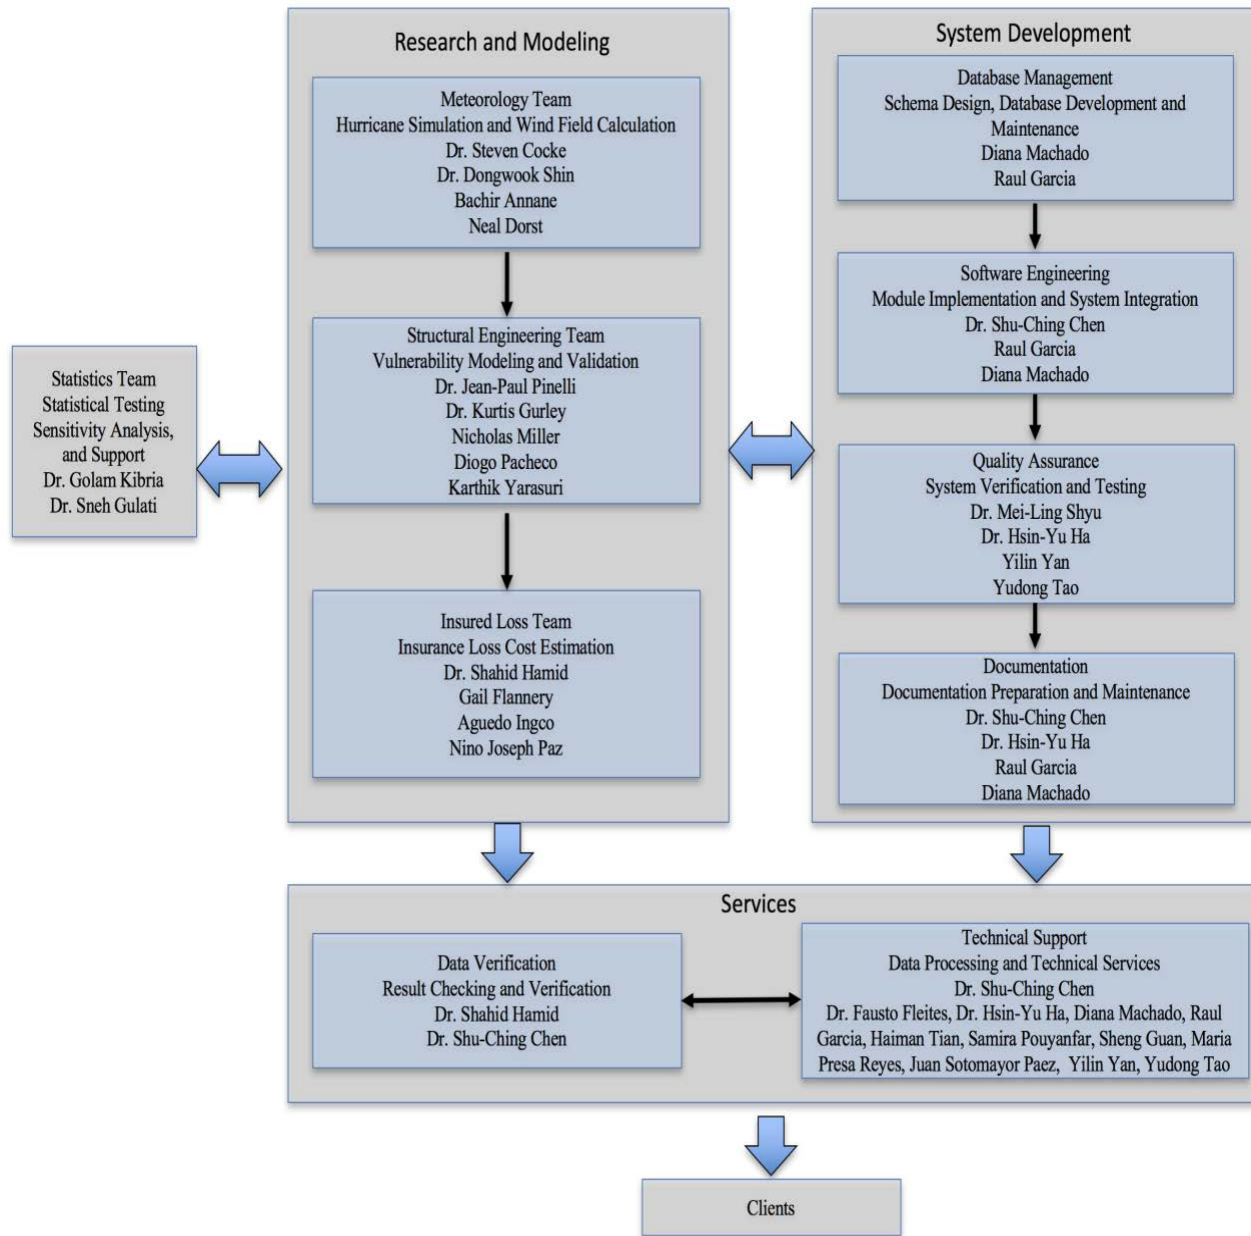 Research and Modeling
Meteorology Team
Hurricane Simulation and Wind Field Calculation
Dr. Steven Cocke
Dr. Dongwook Shin
Bachir Annane
Neal Dorst
Structural Engineering Team
Vulnerability Modeling and Validation
Dr. Jean-Paul Pinelli
Dr. Kurtis Gurley
Nicholas Miller
Diogo Pacheco
Karthik Yarasuri
Insured Loss Team
Insurance Loss Cost Estimation
Dr. Shahid Hamid
Gail Flannery
Aguedo Ingco
Nino Joseph Paz
Statistics Team
Statistical Testing
Sensitivity Analysis,
and Support
Dr. Golam Kibria
Dr. Sneh Gulati
System Development
Database Management
Schema Design, Database Development and
Maintenance
Diana Machado
Raul Garcia
Software Engineering
Module Implementation and System Integration
Dr. Shu-Ching Chen
Raul Garcia
Diana Machado
Quality Assurance
System Verification and Testing
Dr. Mei-Ling Shyu
Dr. Hsin-Yu Ha
Yilin Yan
Yudong Tao
Documentation
Documentation Preparation and Maintenance
Dr. Shu-Ching Chen
Dr. Hsin-Yu Ha
Raul Garcia
Diana Machado
Services
Data Verification
Result Checking and Verification
Dr. Shahid Hamid
Dr. Shu-Ching Chen
Technical Support
Data Processing and Technical Services
Dr. Shu-Ching Chen
Dr. Fausto Fleites, Dr. Hsin-Yu Ha, Diana Machado, Raul
Garcia, Haiman Tian, Samira Pouyanfar, Sheng Guan, Maria
Presa Reyes, Juan Sotomayor Paez, Yilin Yan, Yudong Tao
Clients